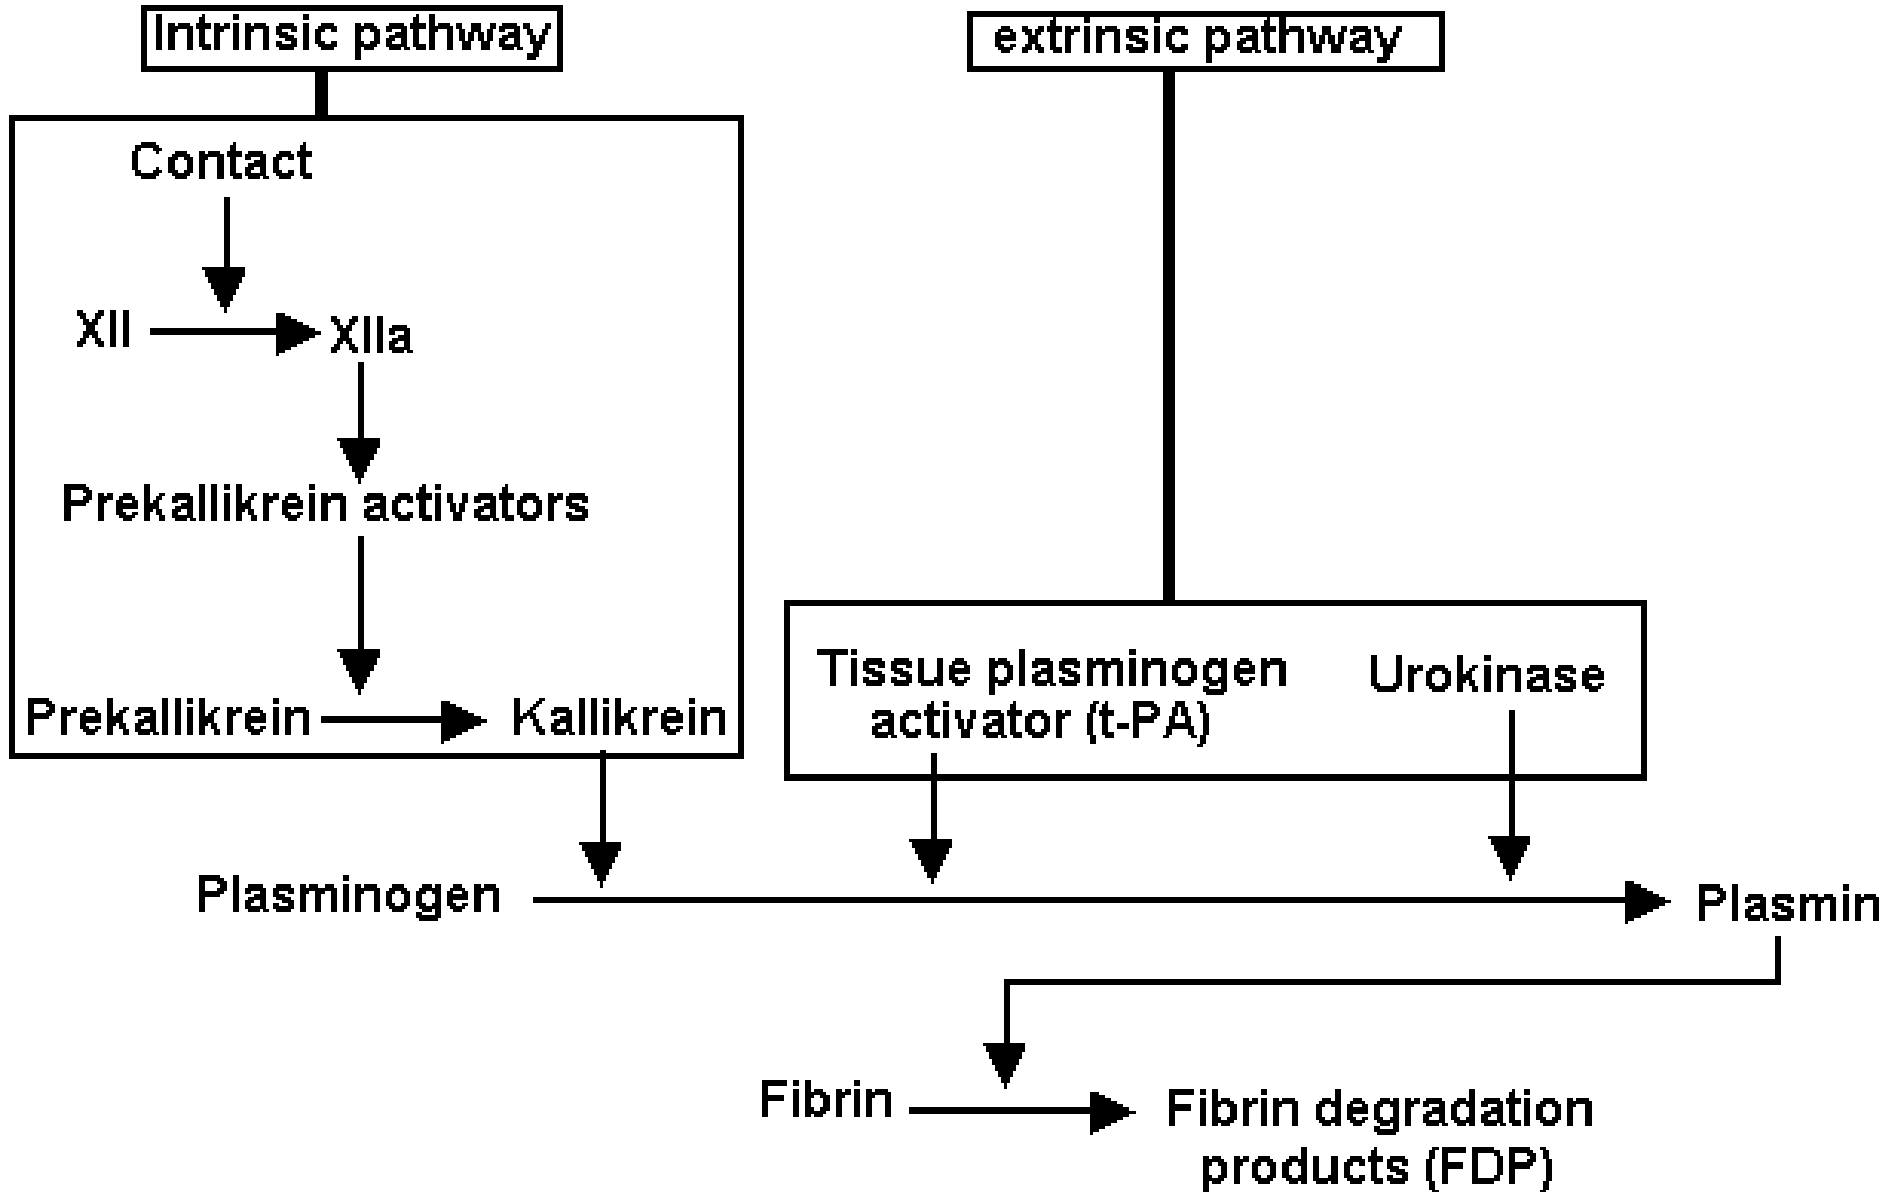 Intrinsic pathway
extrinsic pathway
Contact
XII
XIIa
Prekallikrein activators
Prekallikrein
Kallikrein
Tissue plasminogen
activator (t-PA)
Urokinase
Plasminogen
Plasmin
Fibrin
Fibrin degradation
products (FDP)